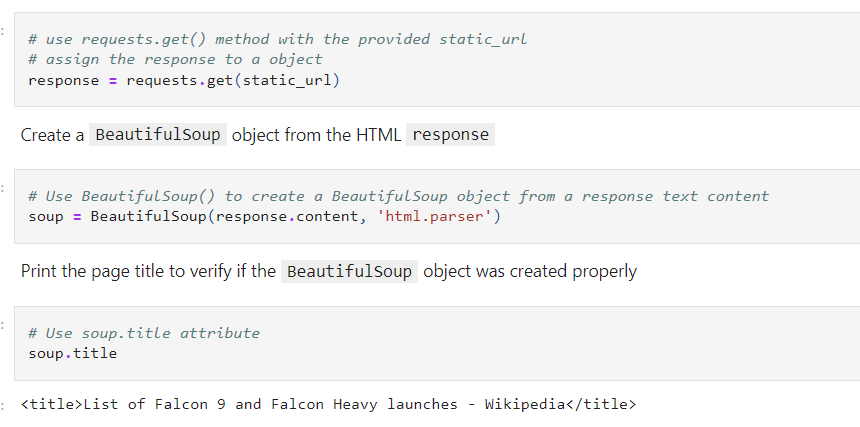 # use requests.get() method with the provided static_url
# assign the response to a object
response = requests.get(static_url)
Create a BeautifulSoup object from the HTML response
# Use BeautifulSoup() to create a BeautifulSoup object from a response text content
soup = BeautifulSoup(response.content, 'html.parser')
Print the page title to verify if the BeautifulSoup object was created properly
# Use soup.title attribute
soup.title
<title>List of Falcon 9 and Falcon Heavy launches - Wikipedia</title>